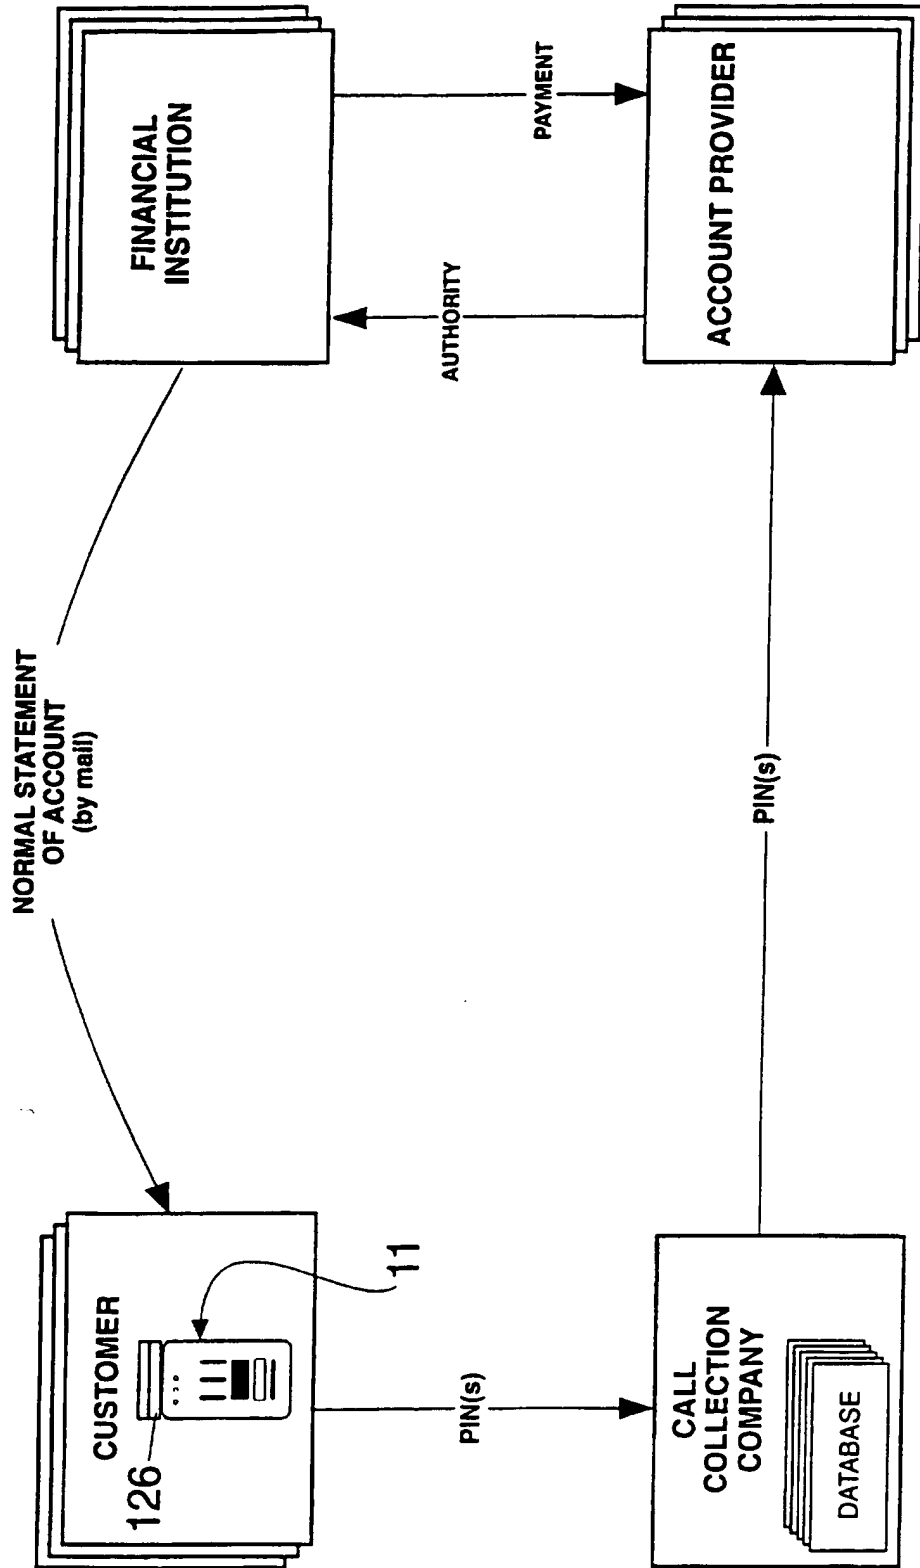 NORMAL STATEMENT
OF ACCOUNT
(by mail)
CUSTOMER
126
11
FINANCIAL
INSTITUTION
PIN(s)
AUTHORITY
PAYMENT
CALL
COLLECTION
COMPANY
DATABASE
PIN(s)
ACCOUNT PROVIDER